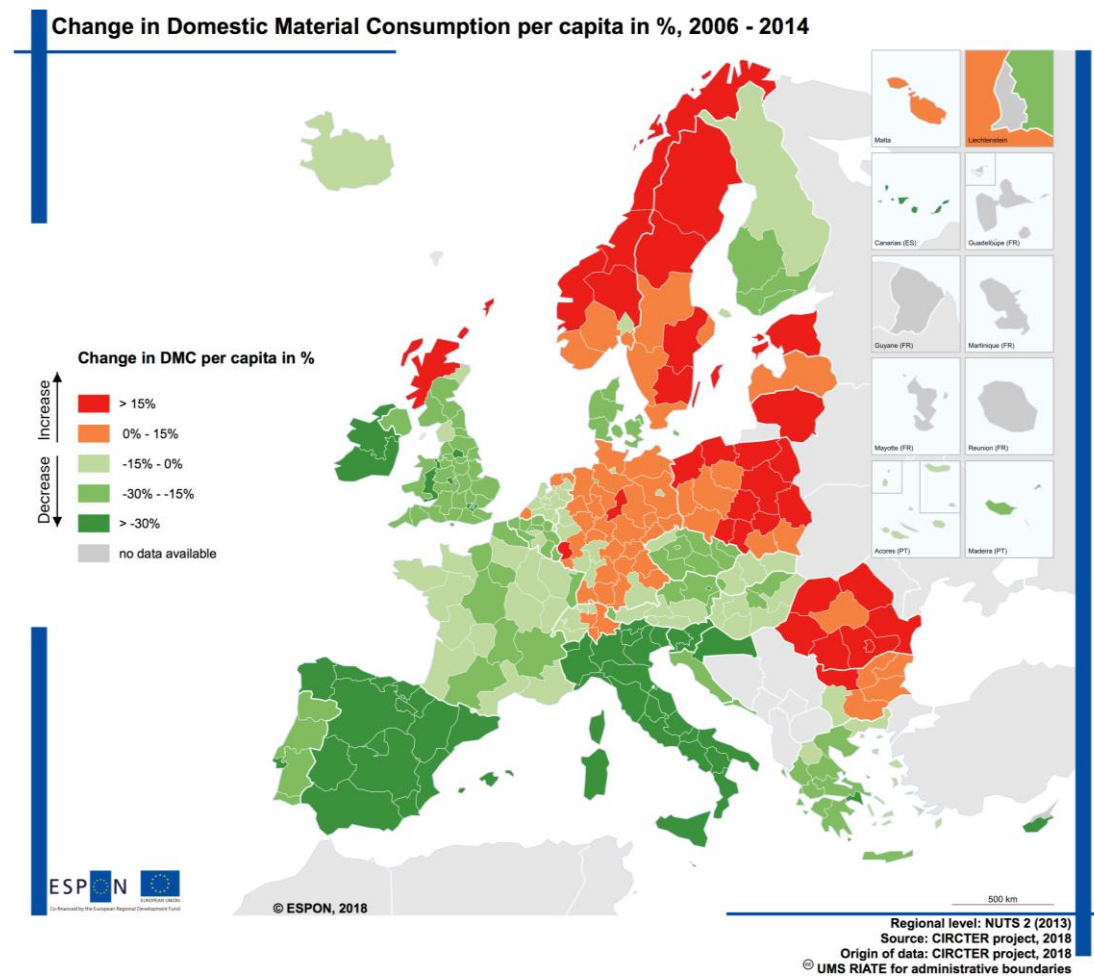 Change in Domestic Material Consumption per capita in %, 2006 - 2014
Malta
Liechtenstein
Canarias (ES)
Guadeloupe (FR)
Guyane (FR)
Martinique (FR)
Mayotte (FR)
Reunion (FR)
Acores (PT)
Madeira (PT)
Change in DMC per capita in %
Increase
Decrease
> 15%
0% - 15%
-15% - 0%
-30% - -15%
> -30%
no data available
ESPON
EUROPEAN UNION
Co-financed by the European Regional Development Fund
© ESPON, 2018
500 km
Regional level: NUTS 2 (2013)
Source: CIRCTER project, 2018
Origin of data: CIRCTER project, 2018
UMS RIATE for administrative boundaries